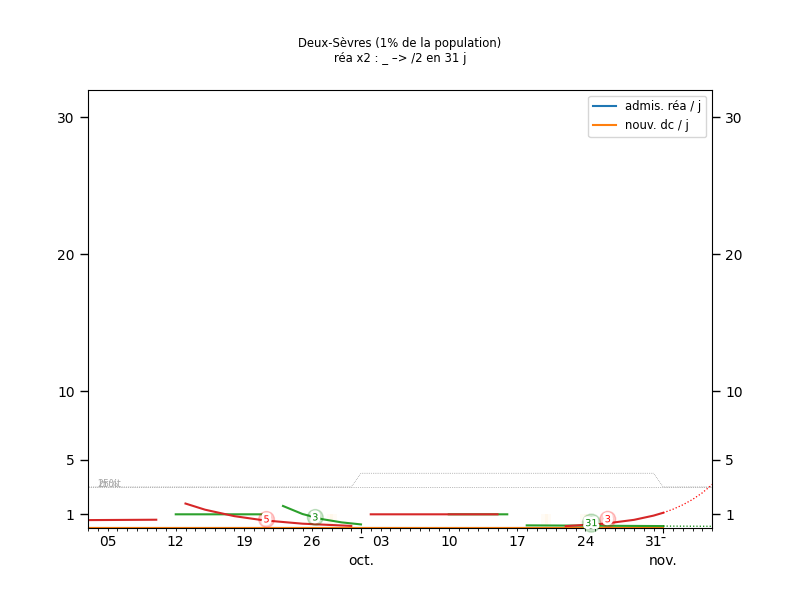 Deux-Sèvres (1% de la population)
réa x2 : _ –> /2 en 31 j
admis. réa / j
nouv. dc / j
30 30
20 20
10 10
5 5
1 1
5 3 31 3
05 12 19 26 - 03 10 17 24 31 -
oct. nov.